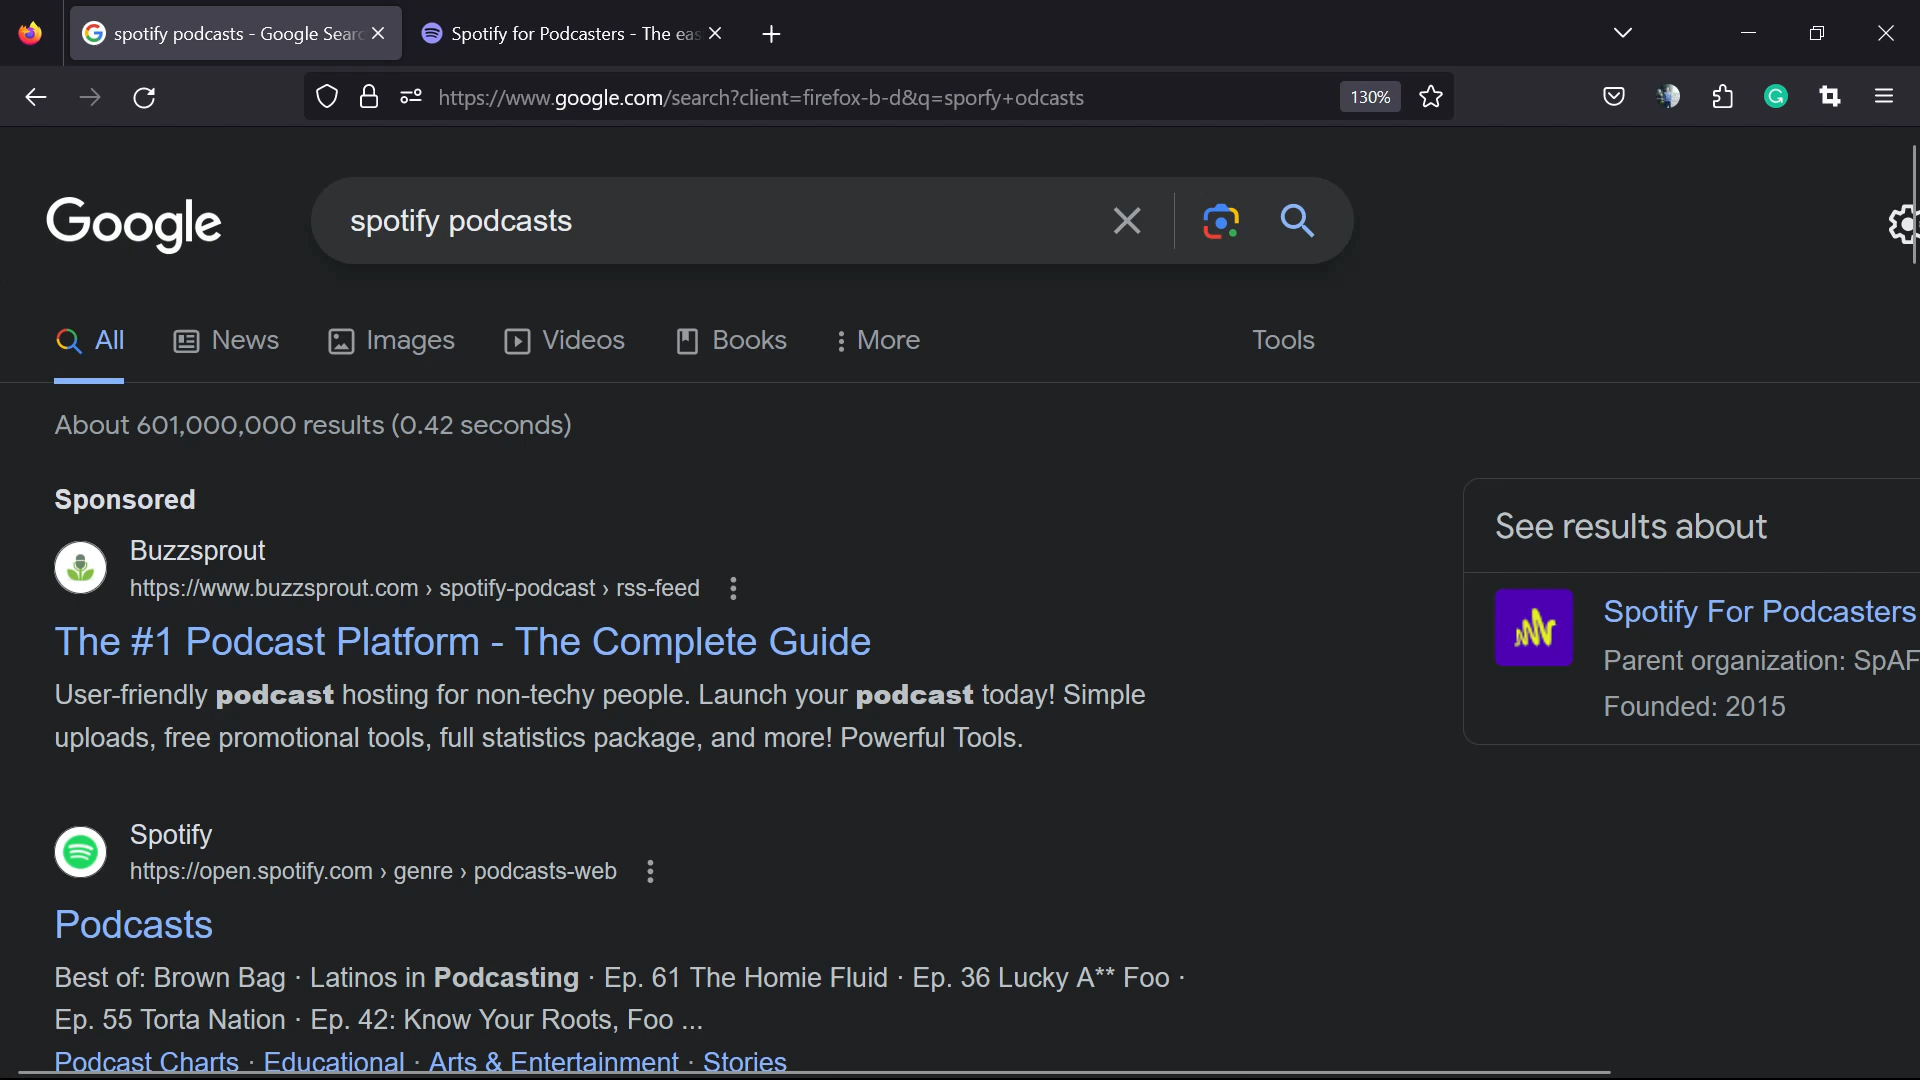 spotify podcasts - Google Sear
Spotify for Podcasters - The eas
https://www.google.com/search?client=firefox-b-d&q=sporfy+odcasts
130%
Google
spotify podcasts
All
News
Images
Videos
Books
More
Tools
About 601,000,000 results (0.42 seconds)
Sponsored
Buzzsprout
https://www.buzzsprout.com › spotify-podcast › rss-feed
The #1 Podcast Platform - The Complete Guide
User-friendly podcast hosting for non-techy people. Launch your podcast today! Simple
uploads, free promotional tools, full statistics package, and more! Powerful Tools.
See results about
Spotify For Podcasters
Parent organization: SpAF
Founded: 2015
Spotify
https://open.spotify.com › genre › podcasts-web
Podcasts
Best of: Brown Bag · Latinos in Podcasting · Ep. 61 The Homie Fluid · Ep. 36 Lucky A** Foo ·
Ep. 55 Torta Nation · Ep. 42: Know Your Roots, Foo ...
Podcast Charts · Educational · Arts & Entertainment · Stories